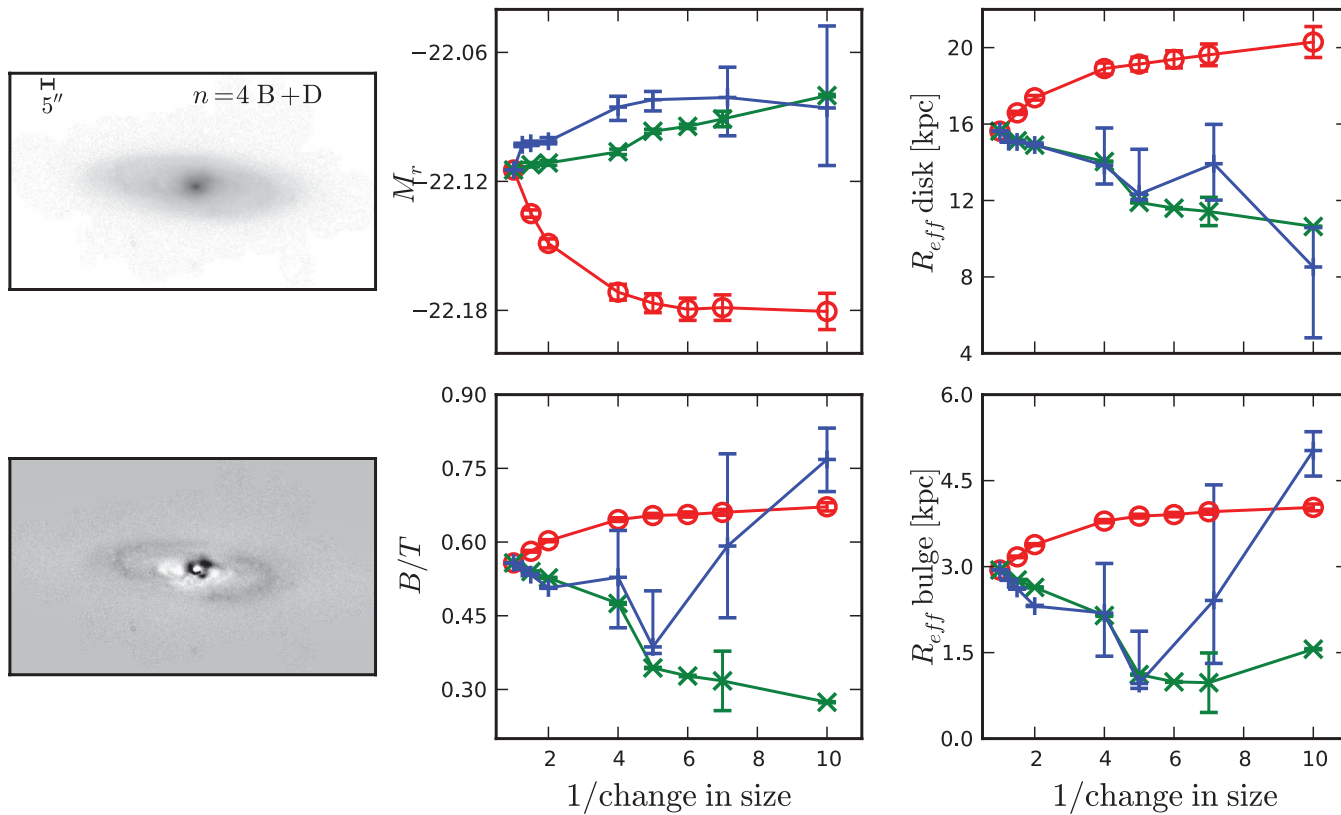 5″
n=4 B+D
−22.06
−22.12
−22.18
M_r
20
16
12
8
4
R_eff disk [kpc]
0.90
0.75
0.60
0.45
0.30
B/T
2 4 6 8 10
1/change in size
6.0
4.5
3.0
1.5
0.0
R_eff bulge [kpc]
2 4 6 8 10
1/change in size